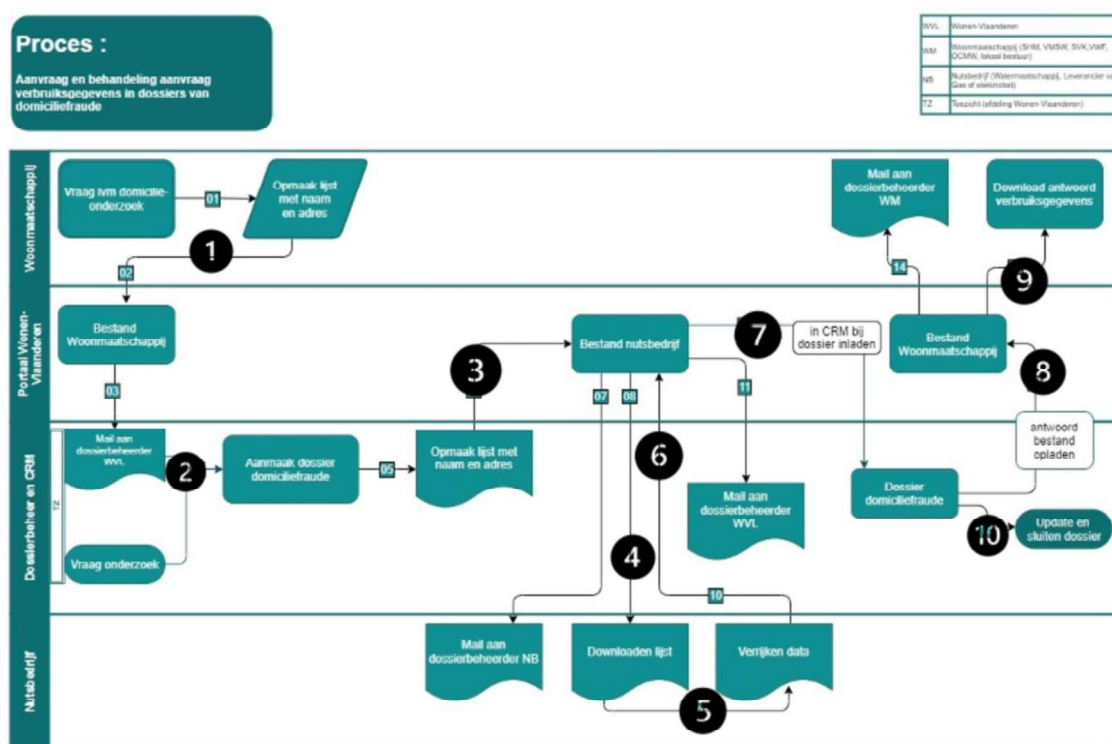 Proces :
Aanvraag en behandeling aanvraag
verbruiksgegevens in dossiers van
domiciliefraude
WVL Wonen-Vlaanderen
WM Woonmaatschappij (SHM, VMSW, SVK,VWF,
OCMW, lokaal bestuur)
NB Nutsbedrijf (Watermaatschappij, Leverancier
Gas of elektriciteit)
TZ Toezicht (afdeling Wonen-Vlaanderen)
Woonmaatschappij
Vraag ivm domicilie-
onderzoek
01
Opmaak lijst
met naam
en adres
Mail aan
dossierbeheerder
WM
Download antwoord
verbruiksgegevens
1
02
14
9
Portaal Wonen-
Vlaanderen
Bestand
Woonmaatschappij
03
3
Bestand nutsbedrijf
7
in CRM bij
dossier inladen
Bestand
Woonmaatschappij
8
07
08
11
Dossierbeheer en CRM
TZ
Mail aan
dossierbeheerder
WVL
2
Aanmaak dossier
domiciliefraude
05
Opmaak lijst met
naam en adres
6
Mail aan
dossierbeheerder
WVL
antwoord
bestand
opladen
Dossier
domiciliefraude
10
Update en
sluiten dossier
Vraag onderzoek
4
10
Nutsbedrijf
Mail aan
dossierbeheerder NB
Downloaden lijst
5
Verrijken data